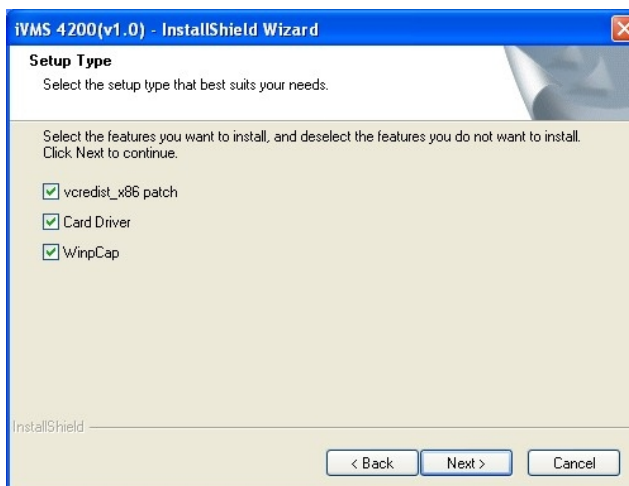 iVMS 4200(v1.0) - InstallShield Wizard
Setup Type
Select the setup type that best suits your needs.
Select the features you want to install, and deselect the features you do not want to install.
Click Next to continue.
vcredist_x86 patch
Card Driver
WinpCap
InstallShield
< Back Next > Cancel